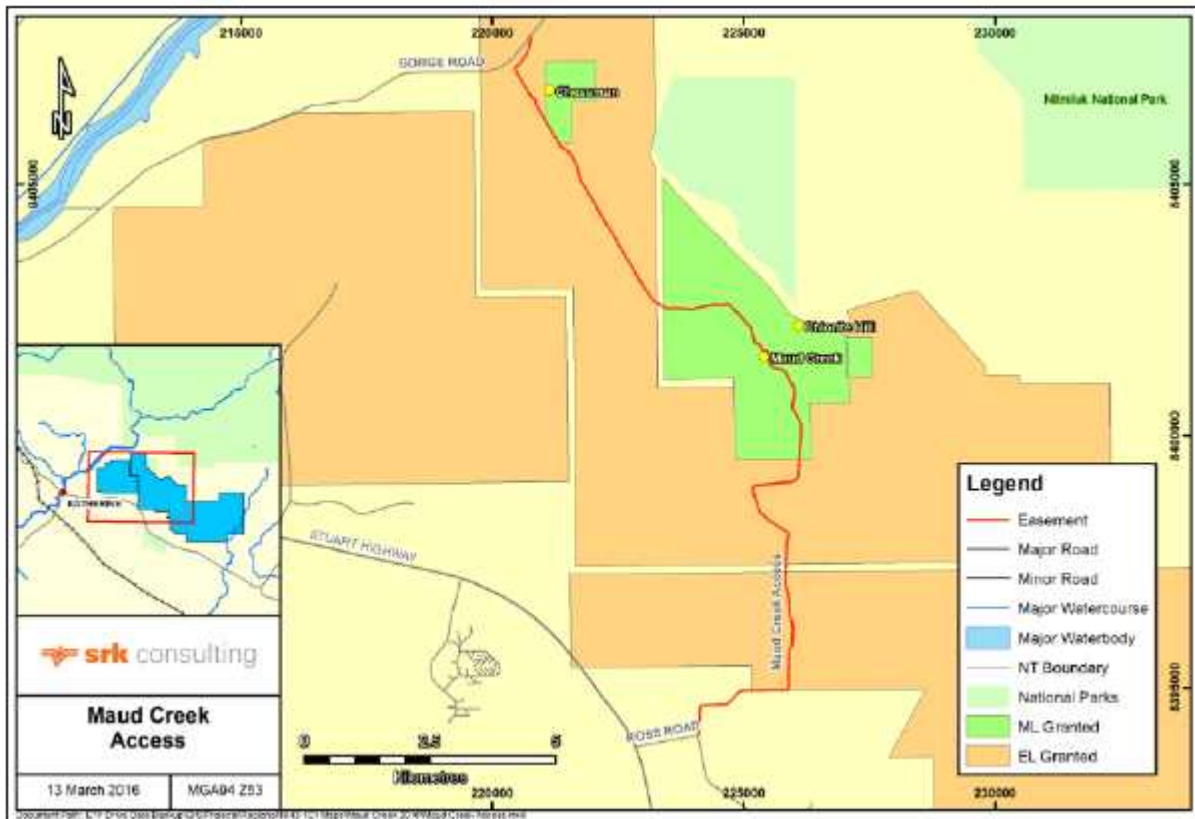 215000 220000 225000 230000
GORGE ROAD
Chessman
Nitmiluk National Park
8405000
8405000
N
Chlorite Hill
Maud Creek
8400000
KATHERINE
STUART HIGHWAY
Maud Creek Access
ROSS ROAD
8395000
Legend
Easement
Major Road
Minor Road
Major Watercourse
Major Waterbody
NT Boundary
National Parks
ML Granted
EL Granted
srk consulting
Maud Creek
Access
13 March 2016
MGA94 Z53
0 2.5 5
Kilometres
220000 225000 230000